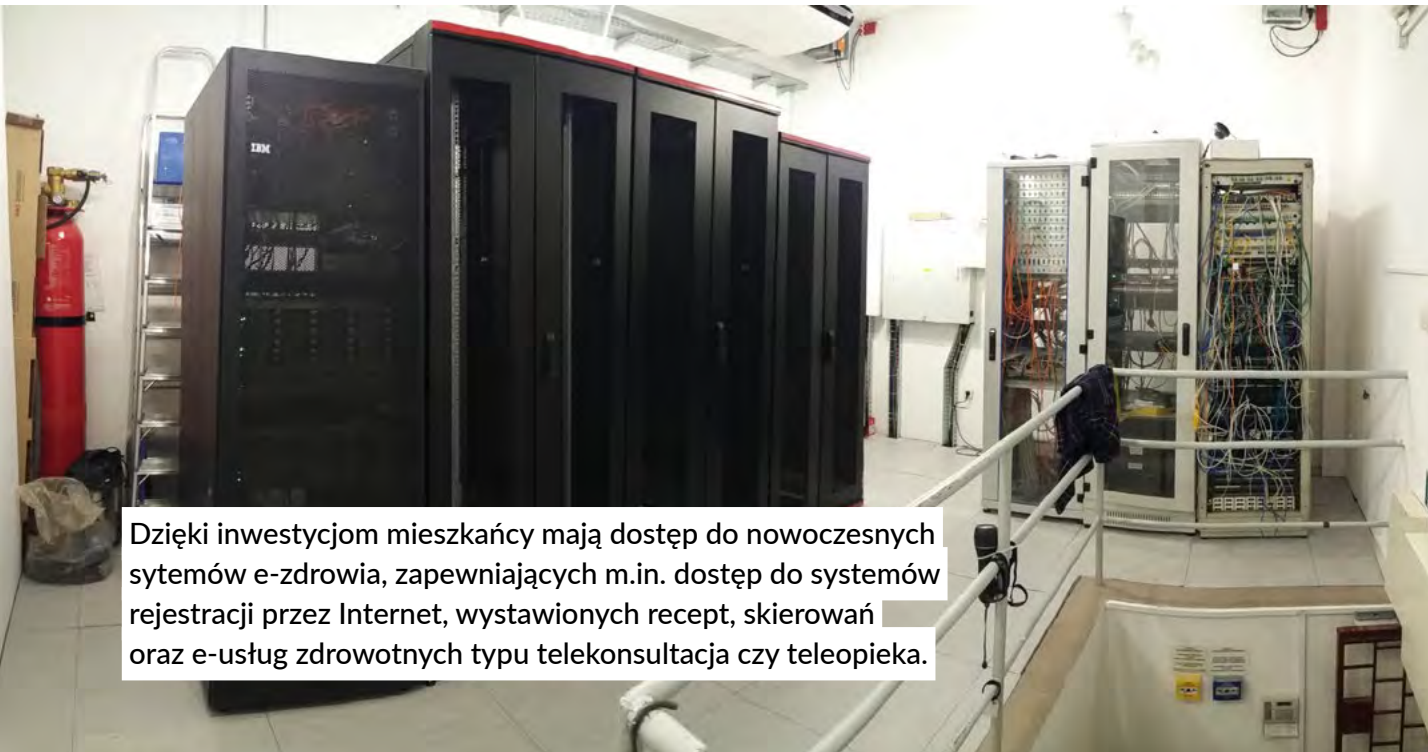 IBM
Dzięki inwestycjom mieszkańcy mają dostęp do nowoczesnych
sytemów e-zdrowia, zapewniających m.in. dostęp do systemów
rejestracji przez Internet, wystawionych recept, skierowań
oraz e-usług zdrowotnych typu telekonsultacja czy teleopieka.